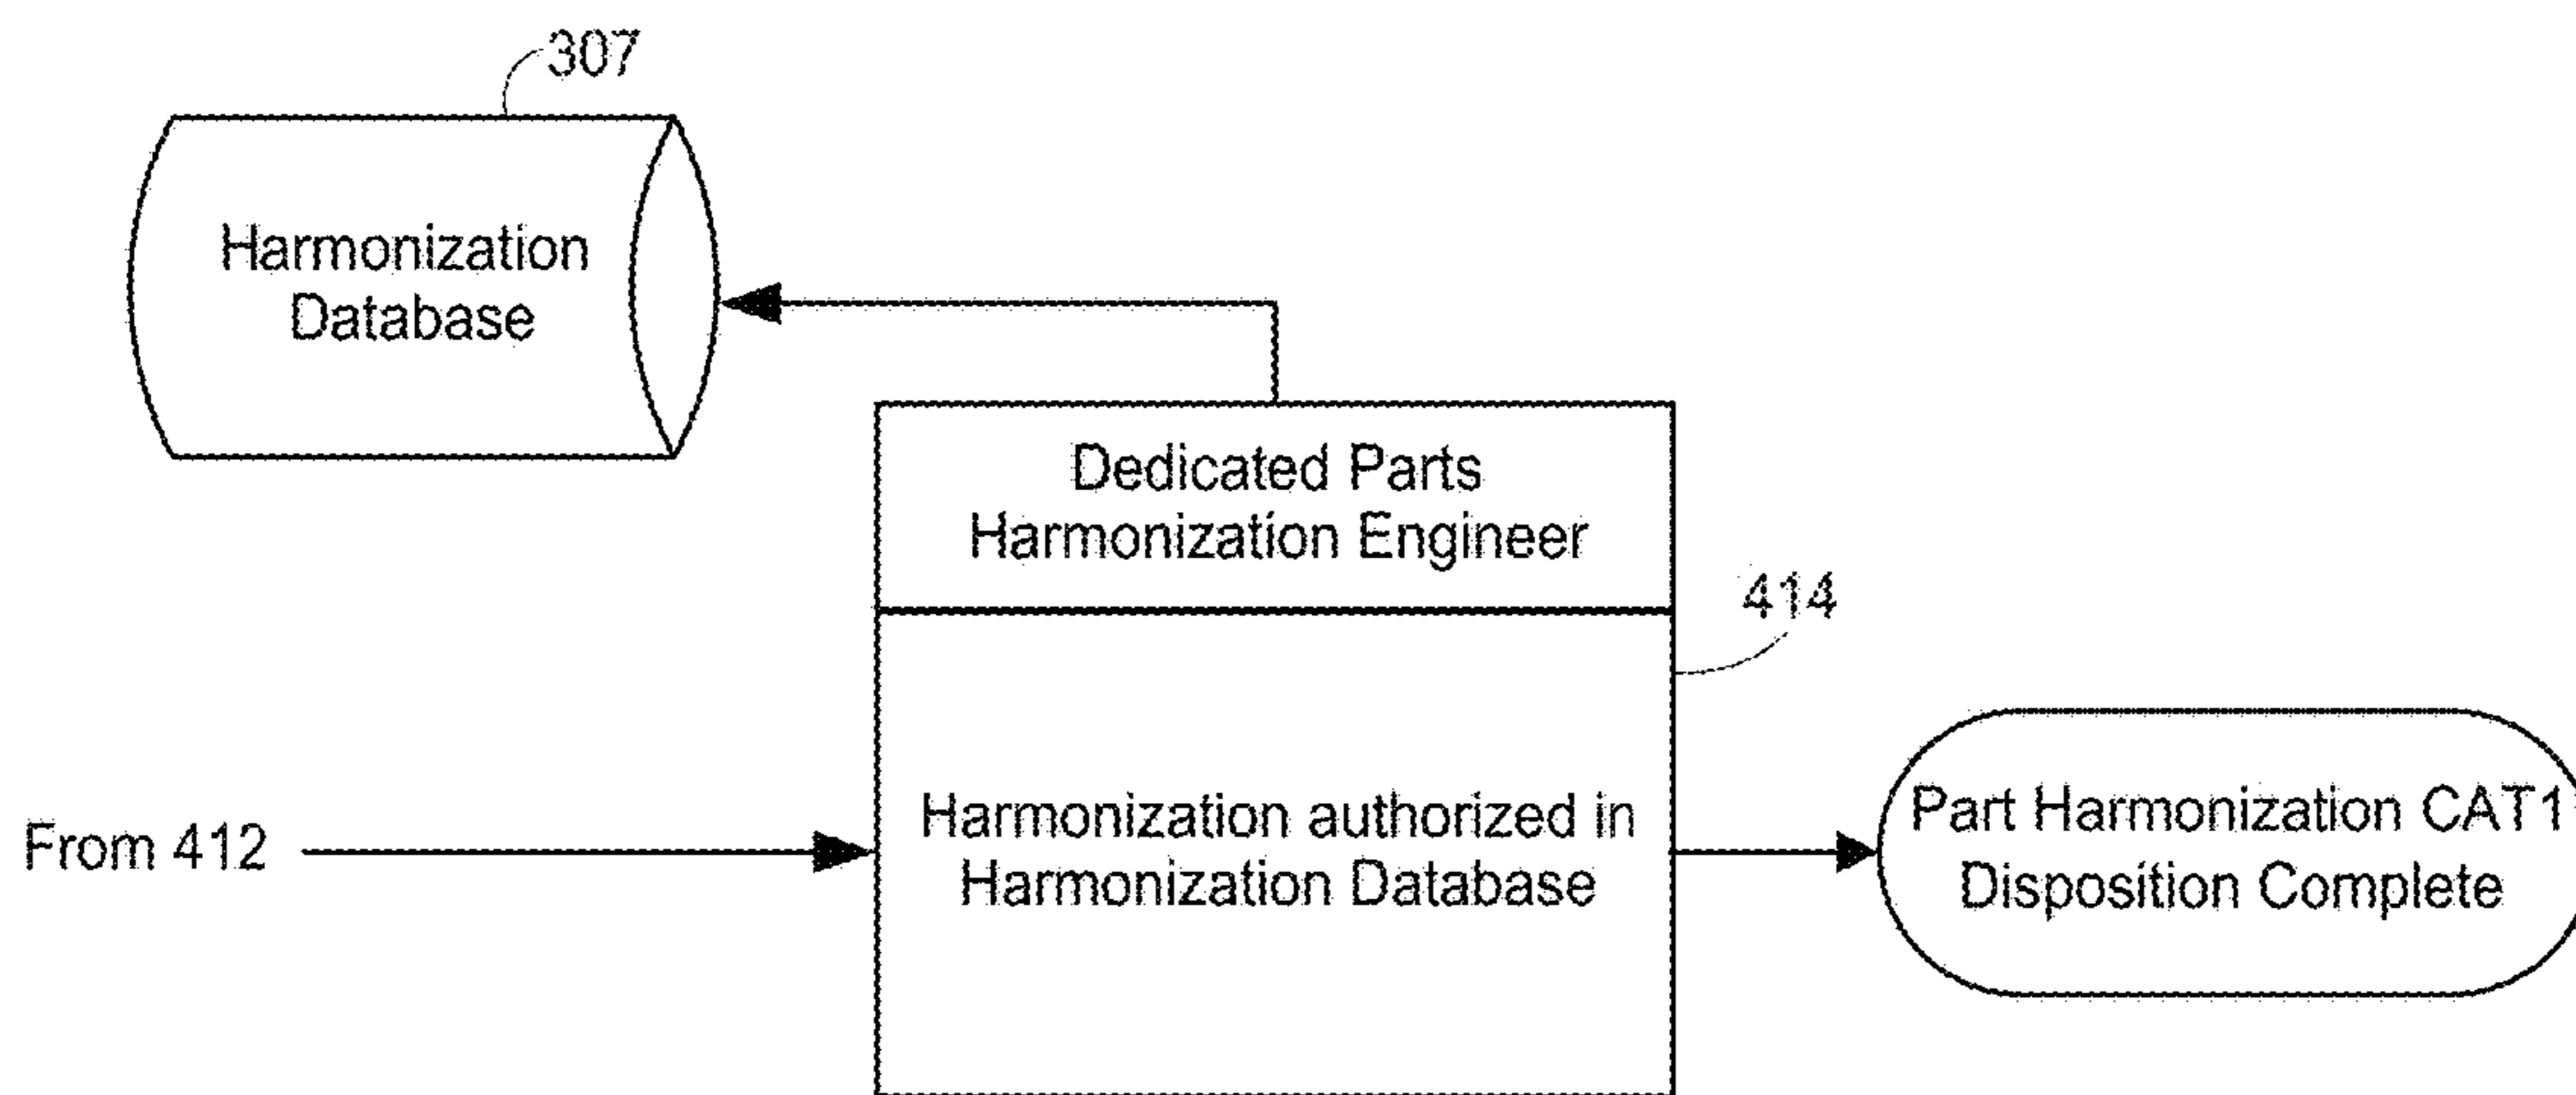 307
Harmonization
Database
Dedicated Parts
Harmonization Engineer
414
From 412
Harmonization authorized in
Harmonization Database
Part Harmonization CAT1
Disposition Complete